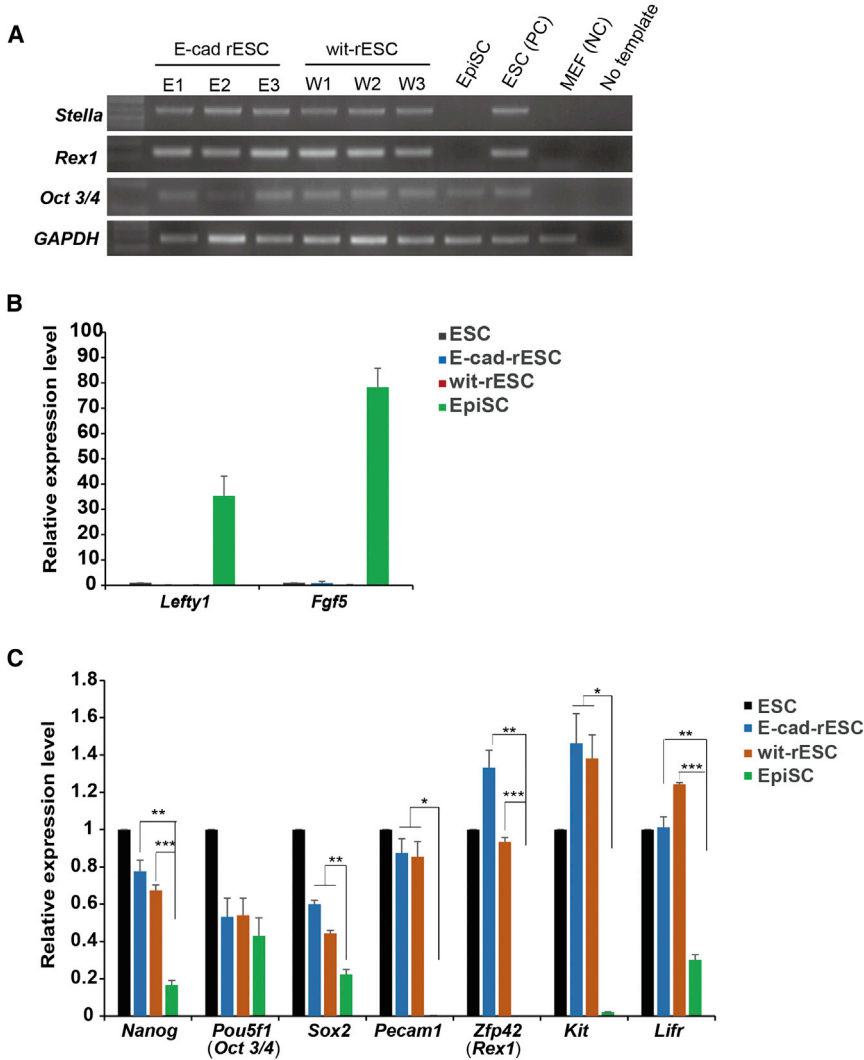 A
E-cad rESC
wit-rESC
EpiSC
ESC (PC)
MEF (NC)
No template
E1 E2 E3 W1 W2 W3
Stella
Rex1
Oct 3/4
GAPDH
B
Relative expression level
100
90
80
70
60
50
40
30
20
10
0
Lefty1 Fgf5
ESC
E-cad-rESC
wit-rESC
EpiSC
C
Relative expression level
1.8
1.6
1.4
1.2
1
0.8
0.6
0.4
0.2
0
** *** ** * ** *** * ** ***
Nanog Pou5f1 Sox2 Pecam1 Zfp42 Kit Lifr
(Oct 3/4) (Rex1)
ESC
E-cad-rESC
wit-rESC
EpiSC